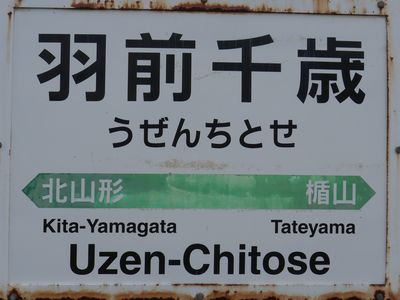 羽前千歳
うぜんちとせ
北山形 楯山
Kita-Yamagata Tateyama
Uzen-Chitose